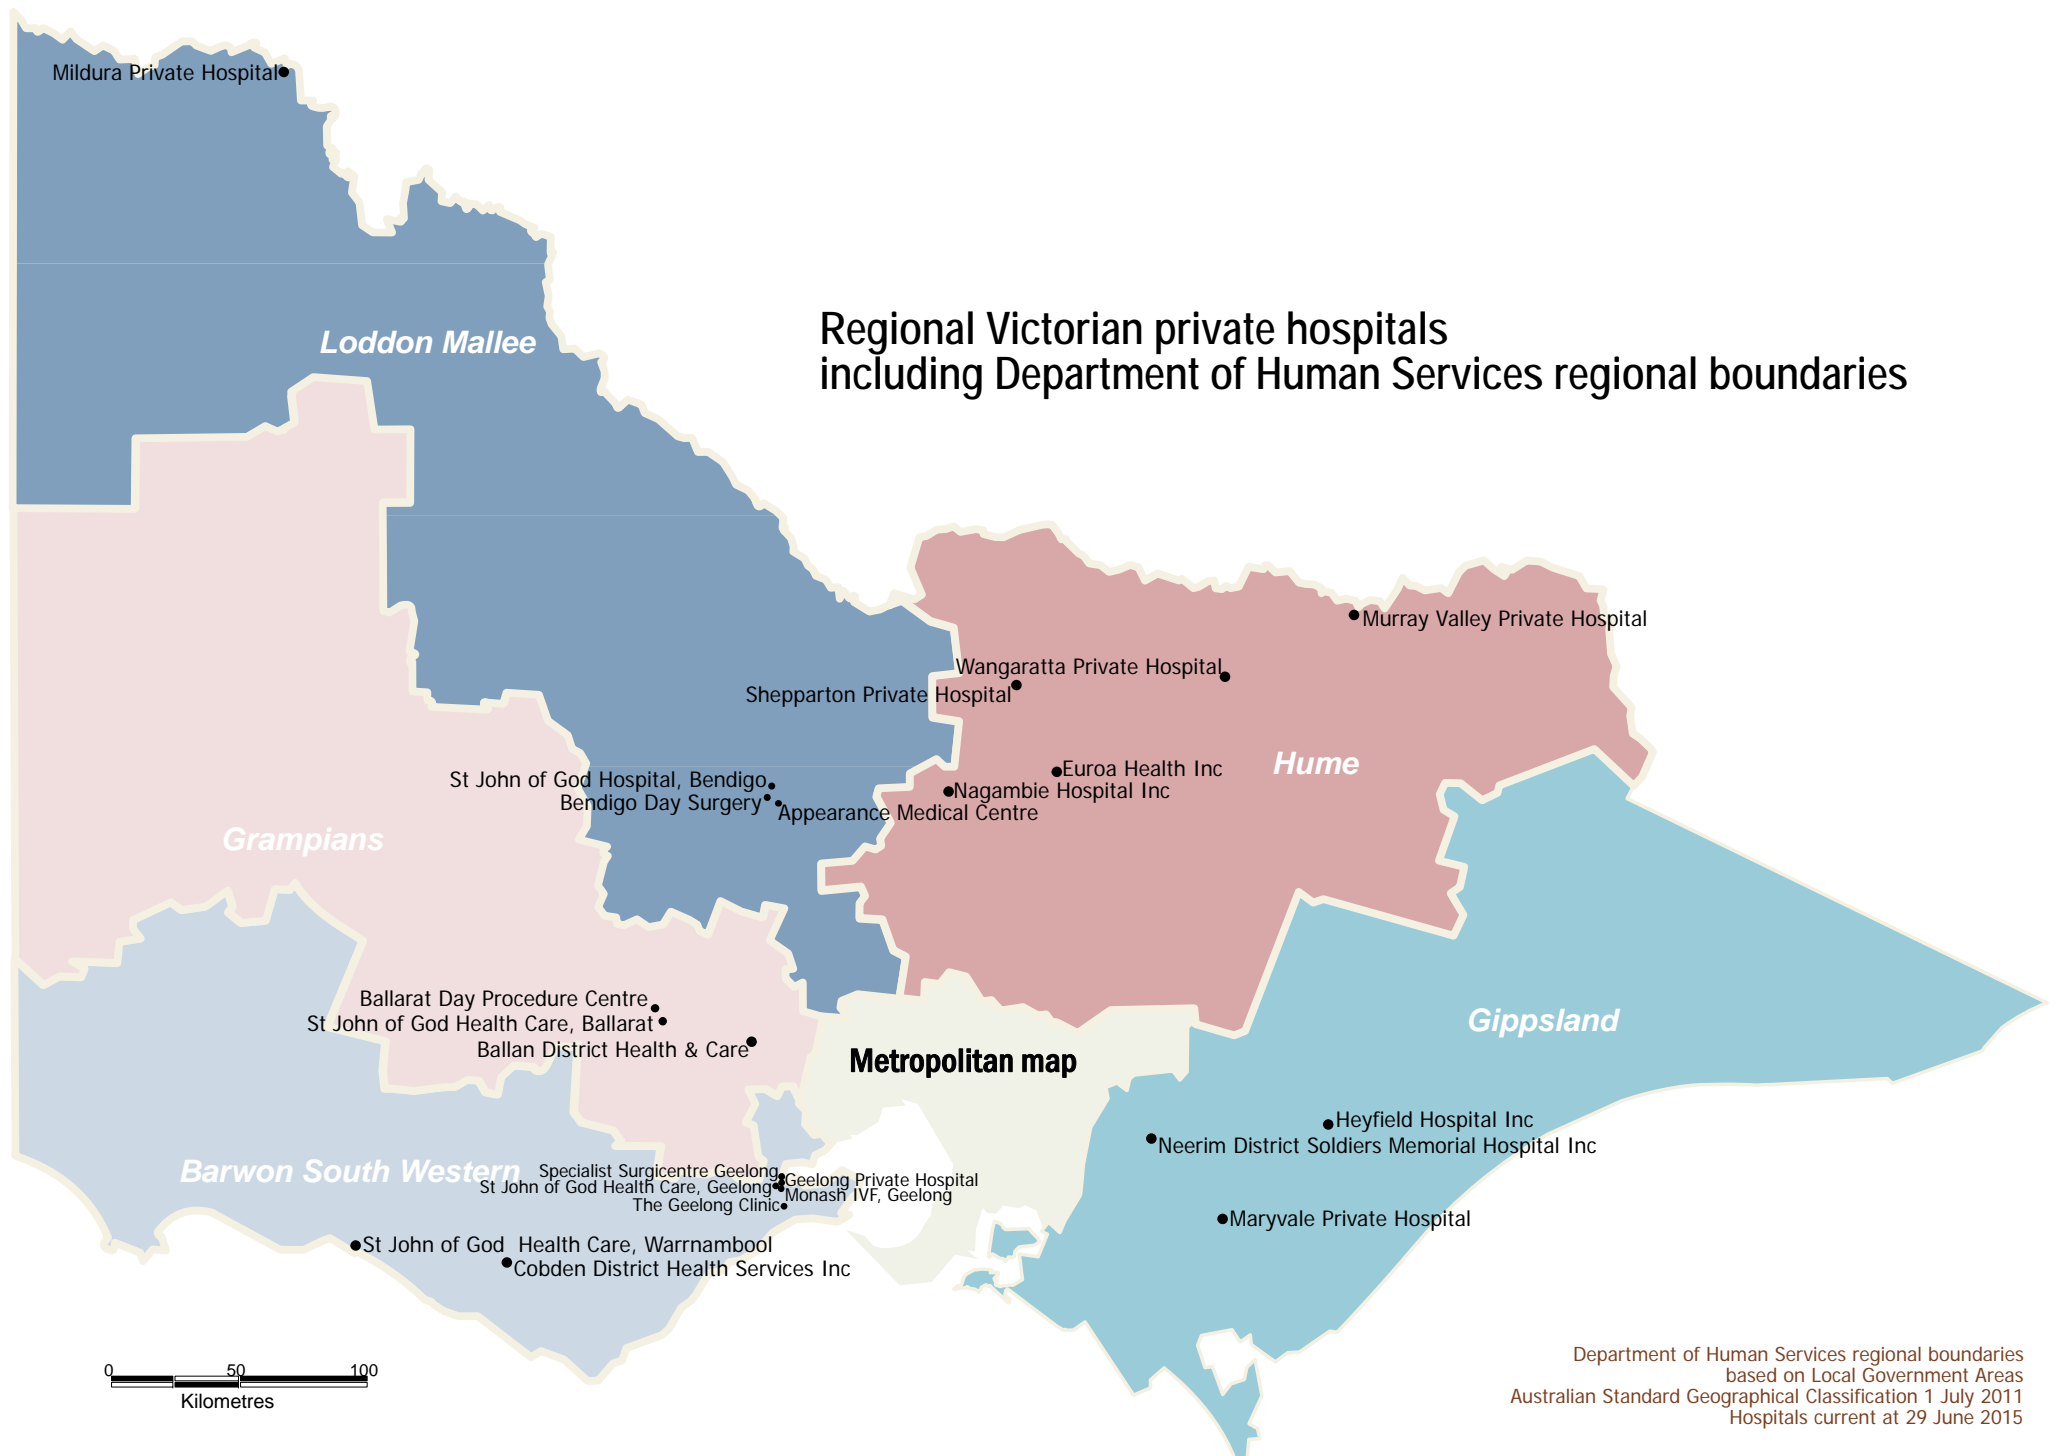 Mildura Private Hospital
Loddon Mallee
Regional Victorian private hospitals
including Department of Human Services regional boundaries
Murray Valley Private Hospital
Wangaratta Private Hospital
Shepparton Private Hospital
Hume
Euroa Health Inc
St John of God Hospital, Bendigo
Nagambie Hospital Inc
Bendigo Day Surgery
Appearance Medical Centre
Grampians
Ballarat Day Procedure Centre
St John of God Health Care, Ballarat
Gippsland
Ballan District Health & Care
Metropolitan map
Heyfield Hospital Inc
Neerim District Soldiers Memorial Hospital Inc
Barwon South Western
Specialist Surgicentre Geelong
Geelong Private Hospital
St John of God Health Care, Geelong
Monash IVF, Geelong
The Geelong Clinic
Maryvale Private Hospital
St John of God  Health Care, Warrnambool
Cobden District Health Services Inc
0 50 100
Kilometres
Department of Human Services regional boundaries
based on Local Government Areas
Australian Standard Geographical Classification 1 July 2011
Hospitals current at 29 June 2015